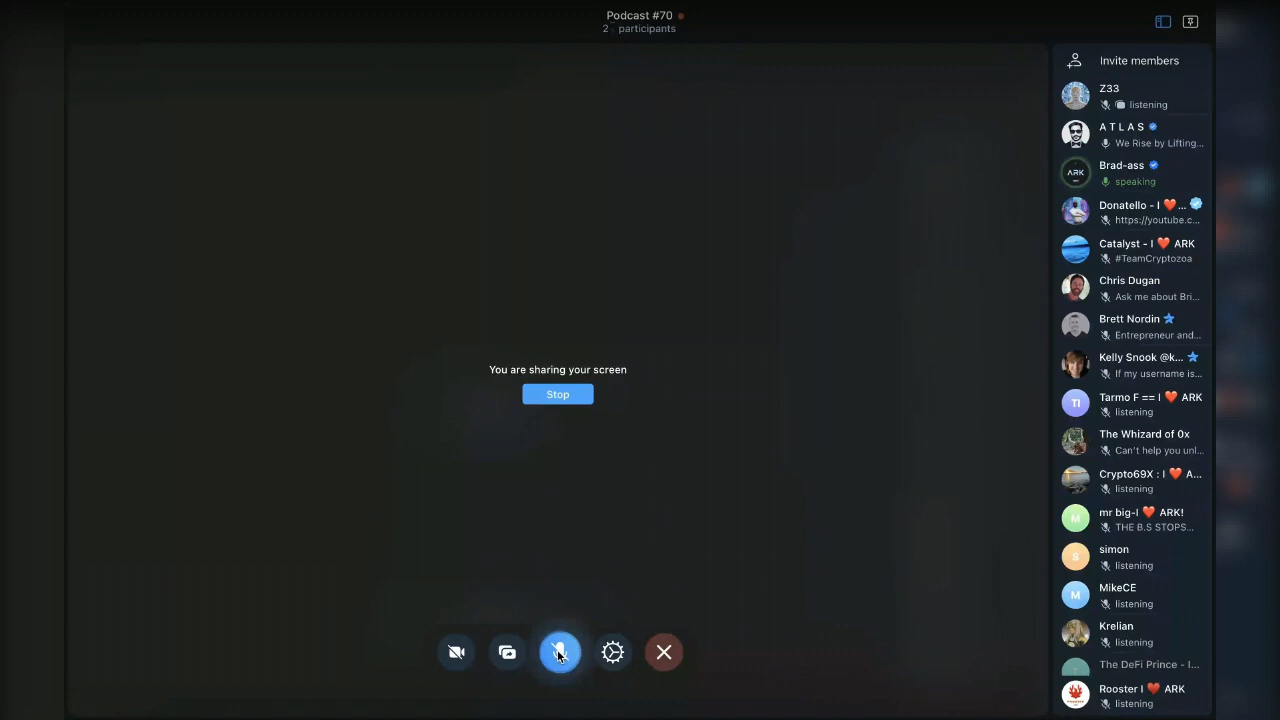 Podcast #70
2 participants
Invite members
Z33
listening
A T L A S
We Rise by Lifting...
ARK
Brad-ass
speaking
Donatello - I ❤️ ...
https://youtube.c...
Catalyst - I ❤️ ARK
#TeamCryptozoa
Chris Dugan
Ask me about Bri...
Brett Nordin
Entrepreneur and...
Kelly Snook @k...
If my username is...
TI
Tarmo F == I ❤️ ARK
listening
The Whizard of 0x
Can't help you unl...
Crypto69X : I ❤️ A...
listening
M
mr big-I ❤️ ARK!
THE B.S STOPS...
S
simon
listening
M
MikeCE
listening
Krelian
listening
The DeFi Prince - I...
Rooster I ❤️ ARK
listening
You are sharing your screen
Stop